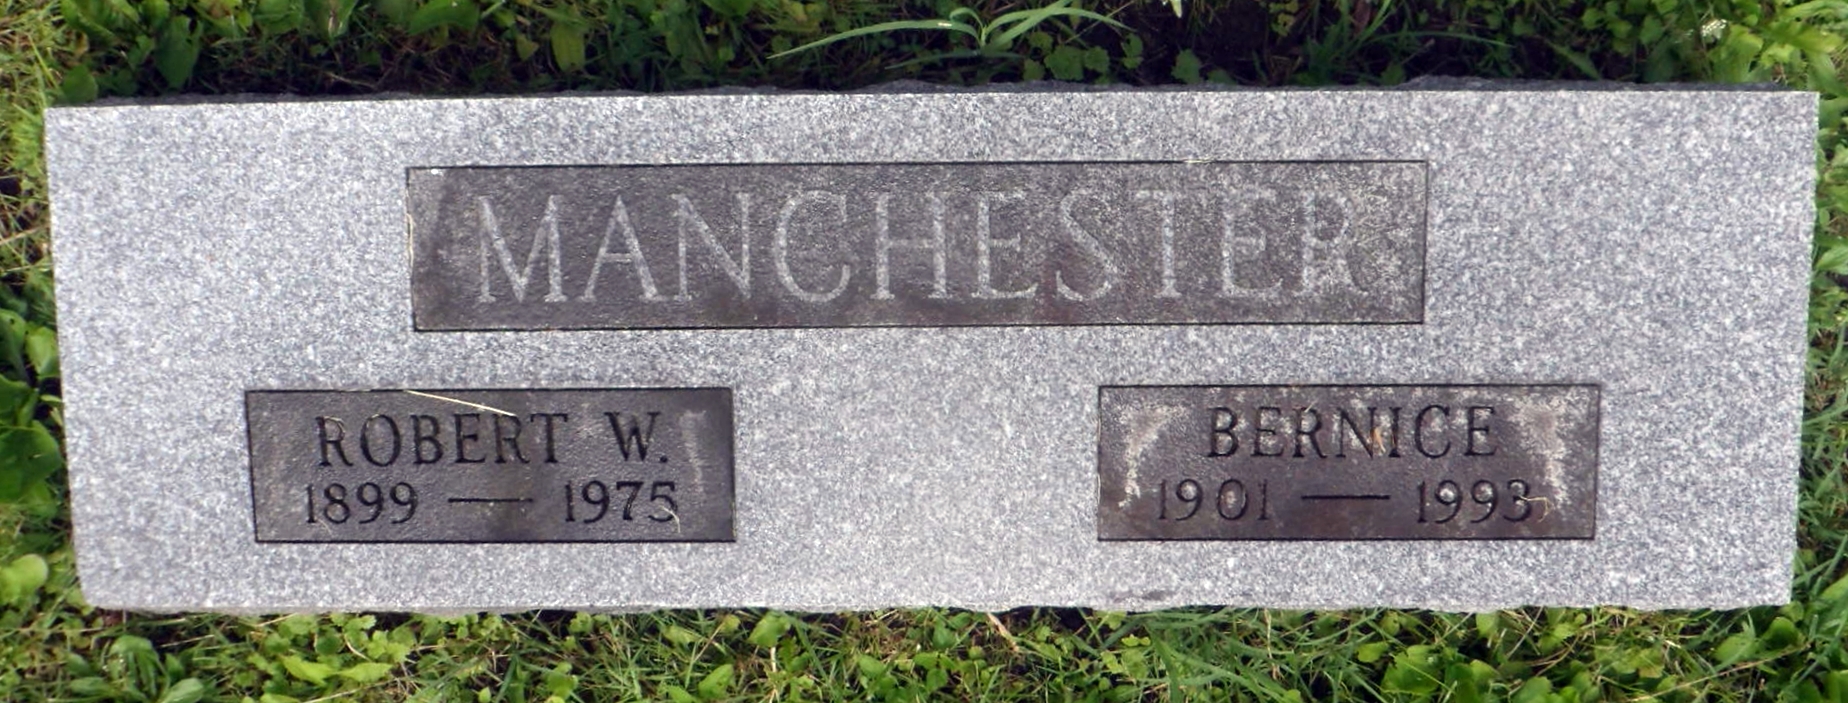 MANCHESTER
ROBERT W.
1899 — 1975
BERNICE
1901 — 1993